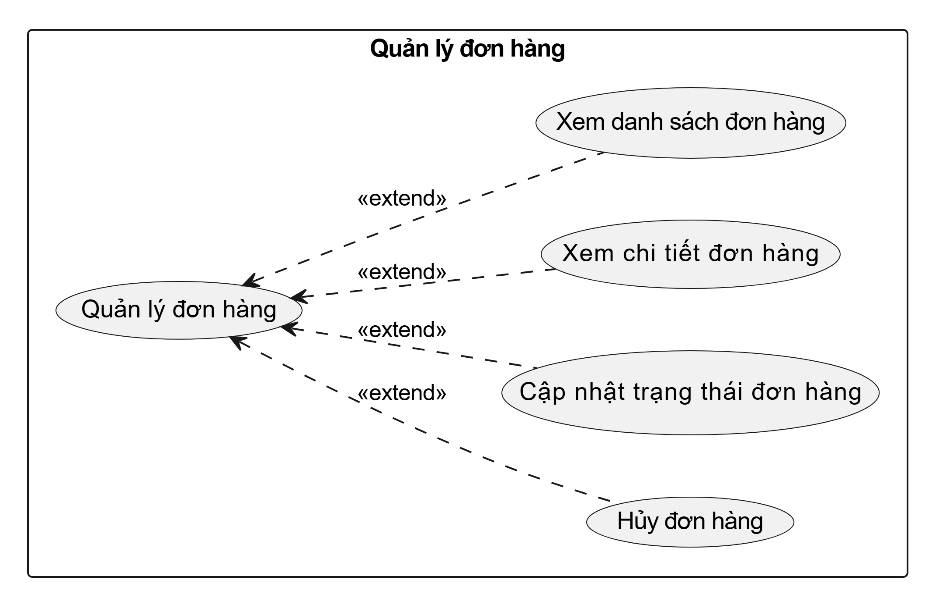 Quản lý đơn hàng
Xem danh sách đơn hàng
«extend»
Xem chi tiết đơn hàng
«extend»
Quản lý đơn hàng
«extend»
Cập nhật trạng thái đơn hàng
«extend»
Hủy đơn hàng